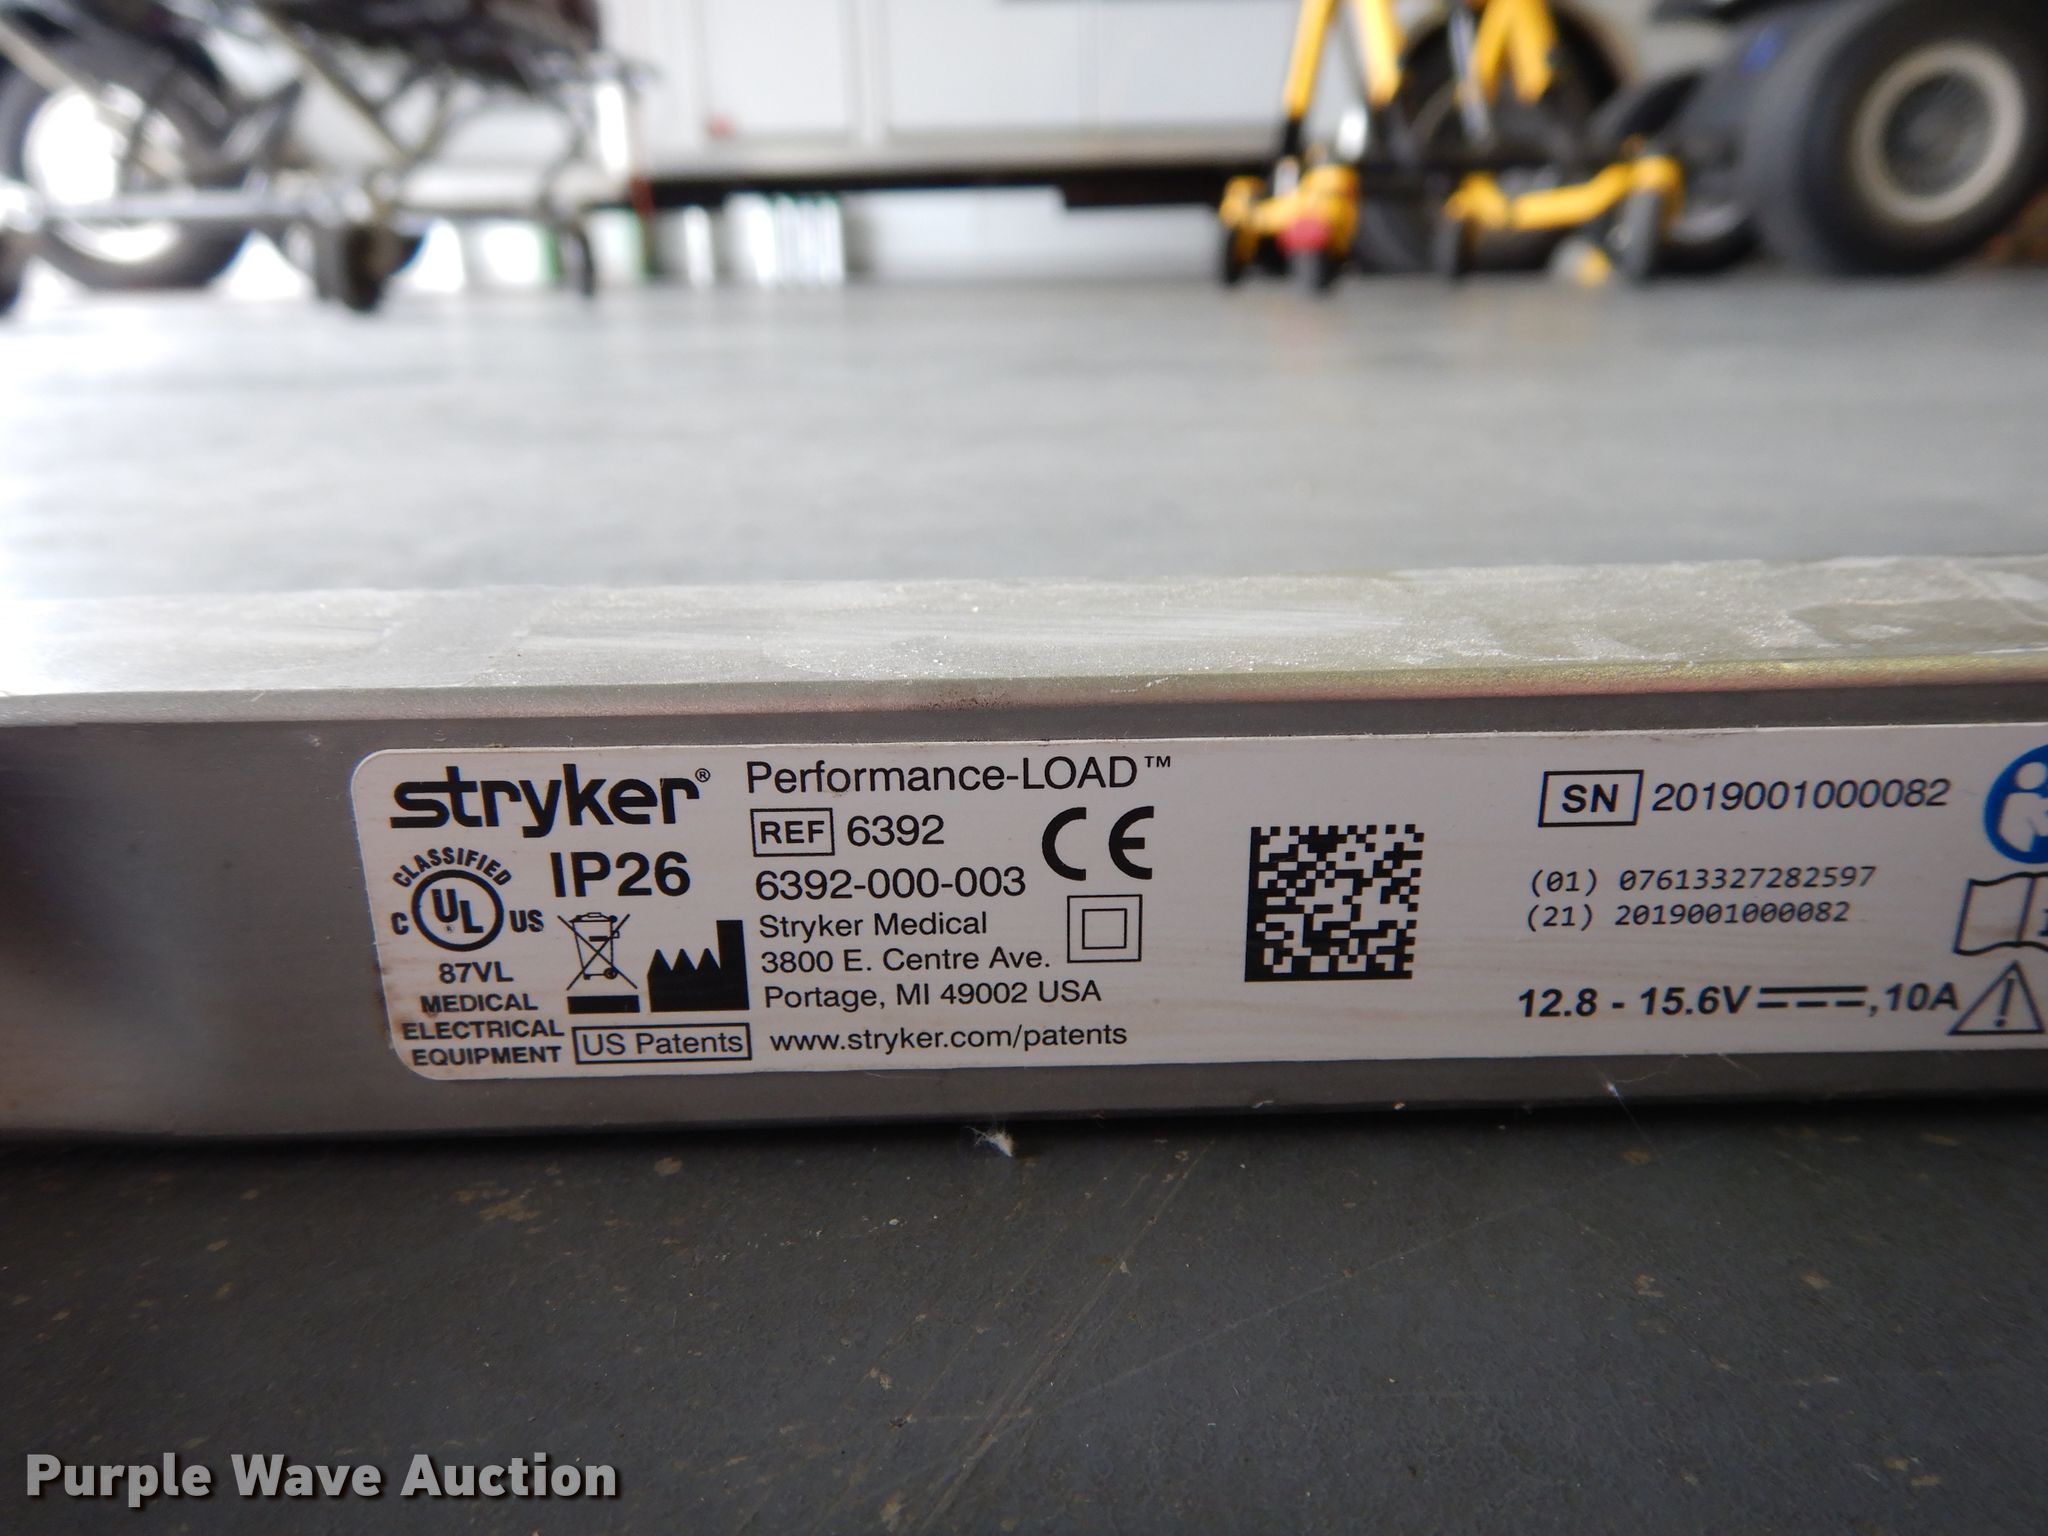 stryker®
Performance-LOAD™
REF 6392
6392-000-003
CE
IP26
CLASSIFIED
C UL® US
87VL
MEDICAL
ELECTRICAL
EQUIPMENT
Stryker Medical
3800 E. Centre Ave.
Portage, MI 49002 USA
US Patents www.stryker.com/patents
SN 2019001000082
(01) 07613327282597
(21) 2019001000082
12.8 - 15.6V⎓, 10A
Purple Wave Auction